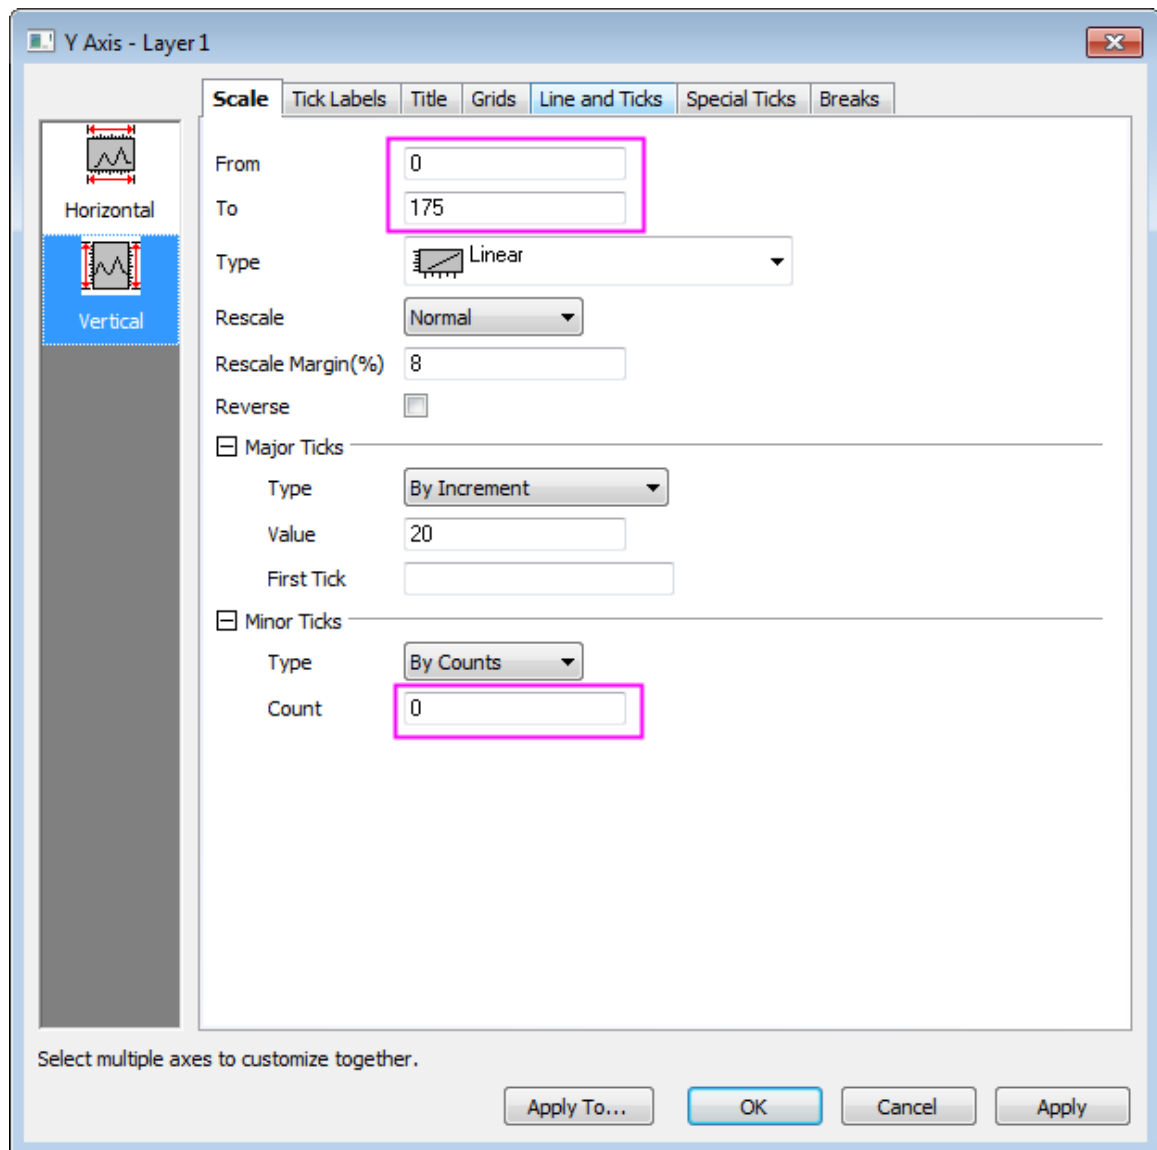 Y Axis - Layer 1
Scale Tick Labels Title Grids Line and Ticks Special Ticks Breaks
Horizontal
Vertical
From 0
To 175
Type Linear
Rescale Normal
Rescale Margin(%) 8
Reverse
Major Ticks
Type By Increment
Value 20
First Tick
Minor Ticks
Type By Counts
Count 0
Select multiple axes to customize together.
Apply To... OK Cancel Apply